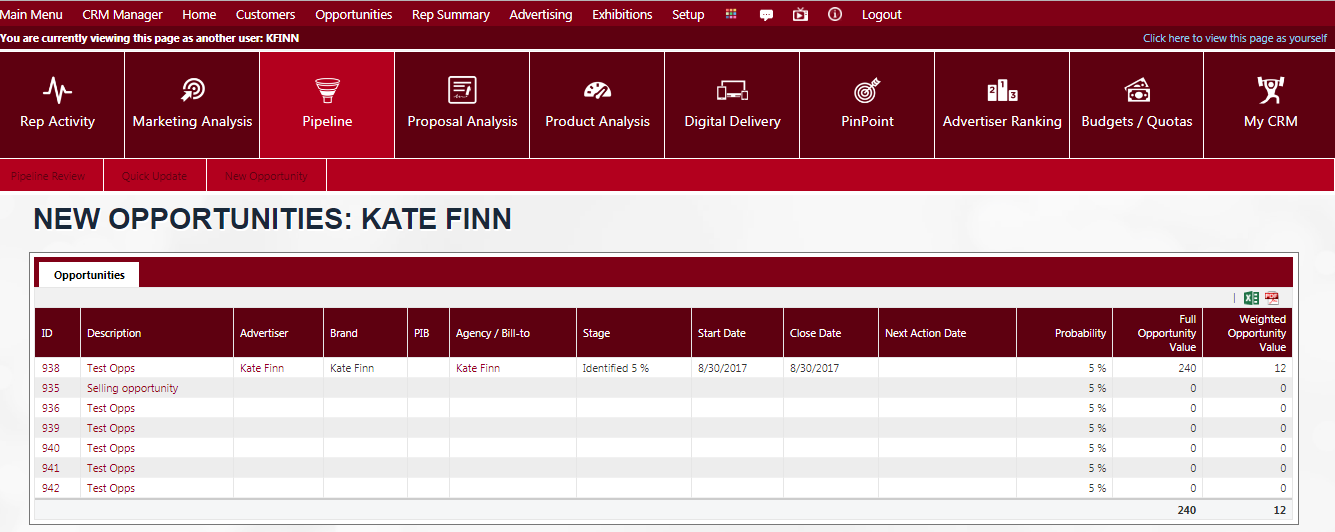 Main Menu CRM Manager Home Customers Opportunities Rep Summary Advertising Exhibitions Setup Logout
You are currently viewing this page as another user: KFINN Click here to view this page as yourself
Rep Activity Marketing Analysis Pipeline Proposal Analysis Product Analysis Digital Delivery PinPoint Advertiser Ranking Budgets / Quotas My CRM
Pipeline Review Quick Update New Opportunity
NEW OPPORTUNITIES: KATE FINN
Opportunities
ID Description Advertiser Brand PIB Agency / Bill-to Stage Start Date Close Date Next Action Date Probability Full Opportunity Value Weighted Opportunity Value
938 Test Opps Kate Finn Kate Finn Kate Finn Identified 5 % 8/30/2017 8/30/2017 5 % 240 12
935 Selling opportunity 5 % 0 0
936 Test Opps 5 % 0 0
939 Test Opps 5 % 0 0
940 Test Opps 5 % 0 0
941 Test Opps 5 % 0 0
942 Test Opps 5 % 0 0
240 12